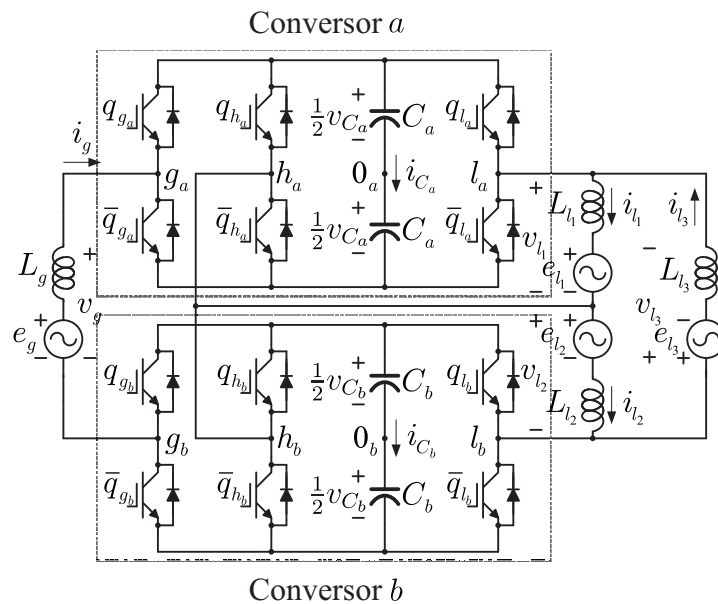 Conversor a
q_{g_a} q_{h_a} ½v_{C_a} + − C_a q_{l_a}
i_g g_a h_a 0_a i_{C_a} l_a
q̅_{g_a} q̅_{h_a} ½v_{C_a} + − C_a q̅_{l_a}
+ L_{l_1} i_{l_1} i_{l_3}
v_{l_1} e_{l_1} + − −
L_g + − L_{l_3}
v_g v_{l_3}
e_g + − − + e_{l_2} + − e_{l_3} − + +
q_{g_b} q_{h_b} ½v_{C_b} + − C_b q_{l_b} v_{l_2}
L_{l_2} i_{l_2}
g_b h_b 0_b i_{C_b} l_b −
q̅_{g_b} q̅_{h_b} ½v_{C_b} + − C_b q̅_{l_b}
Conversor b